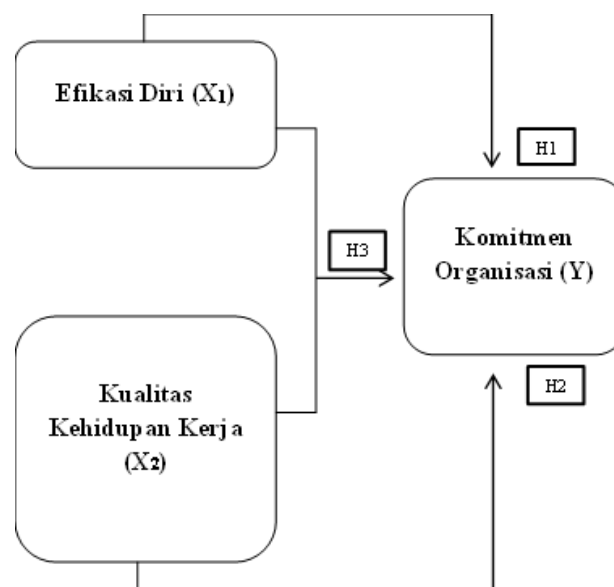 Efikasi Diri (X1)
H1
Komitmen
Organisasi (Y)
H3
H2
Kualitas
Kehidupan Kerja
(X2)